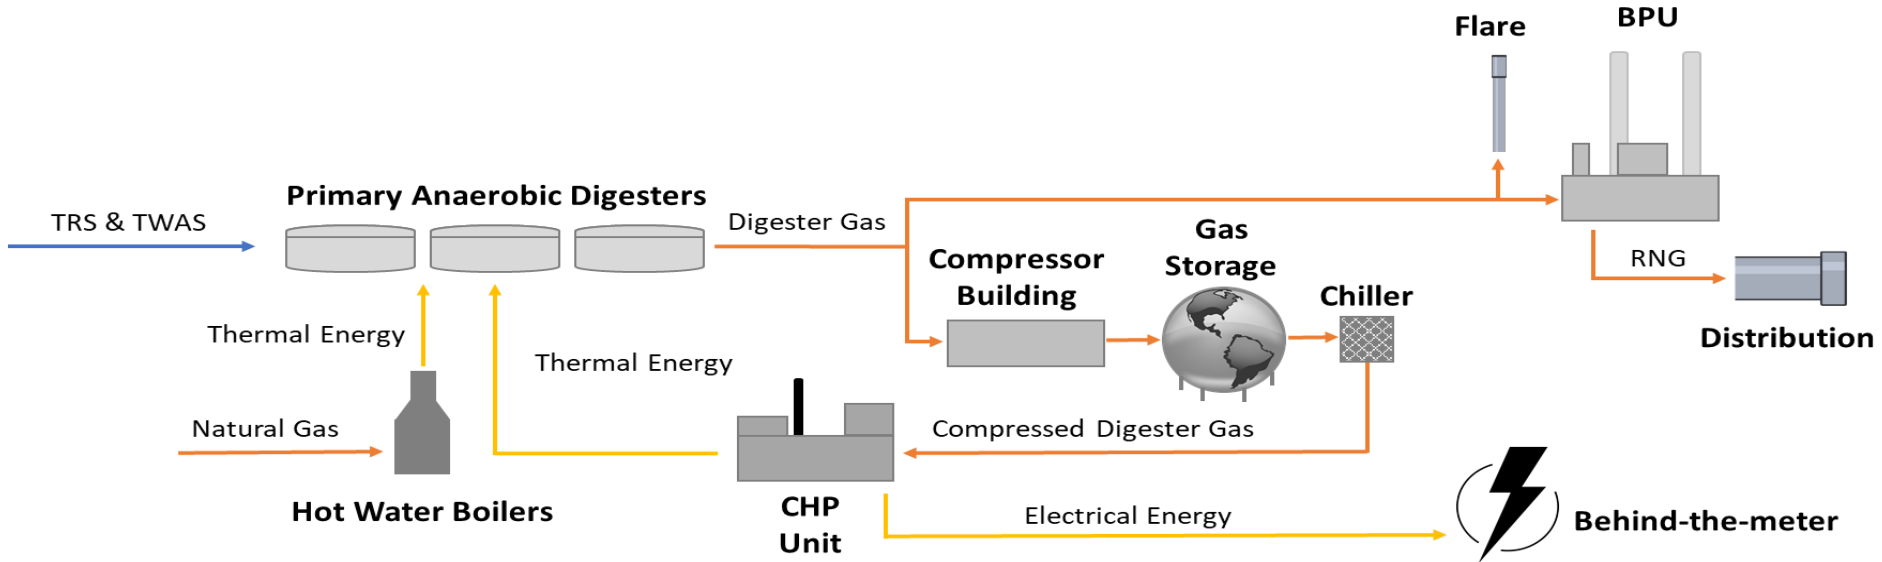 Flare
BPU
Primary Anaerobic Digesters
TRS & TWAS
Digester Gas
Gas
Storage
Compressor
Building
RNG
Chiller
Distribution
Thermal Energy
Thermal Energy
Natural Gas
Compressed Digester Gas
Hot Water Boilers
CHP
Unit
Electrical Energy
Behind-the-meter